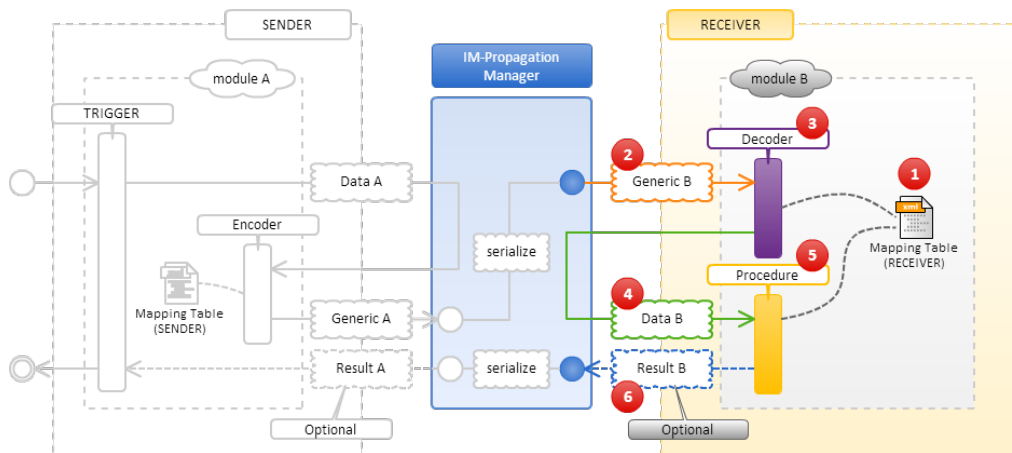 SENDER
RECEIVER
IM-Propagation
Manager
module A
module B
TRIGGER
3
Decoder
2
1
Data A
Generic B
xml
Encoder
serialize
Mapping Table
(RECEIVER)
5
Procedure
4
Mapping Table
(SENDER)
Generic A
Data B
Result A
serialize
Result B
6
Optional
Optional